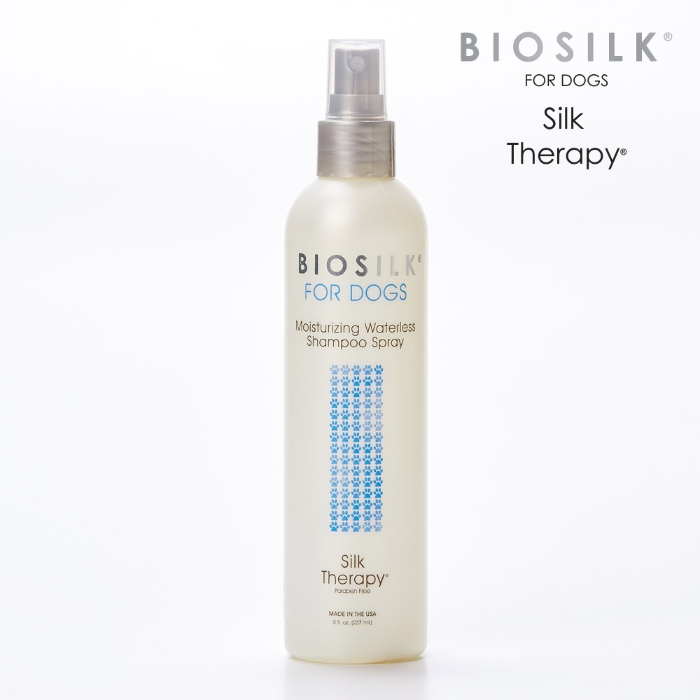 BIOSILK®
FOR DOGS
Silk
Therapy®
BIOSILK®
FOR DOGS
Moisturizing Waterless
Shampoo Spray
Silk
Therapy®
Paraben Free
MADE IN THE USA
8 fl. oz. (237 mL)